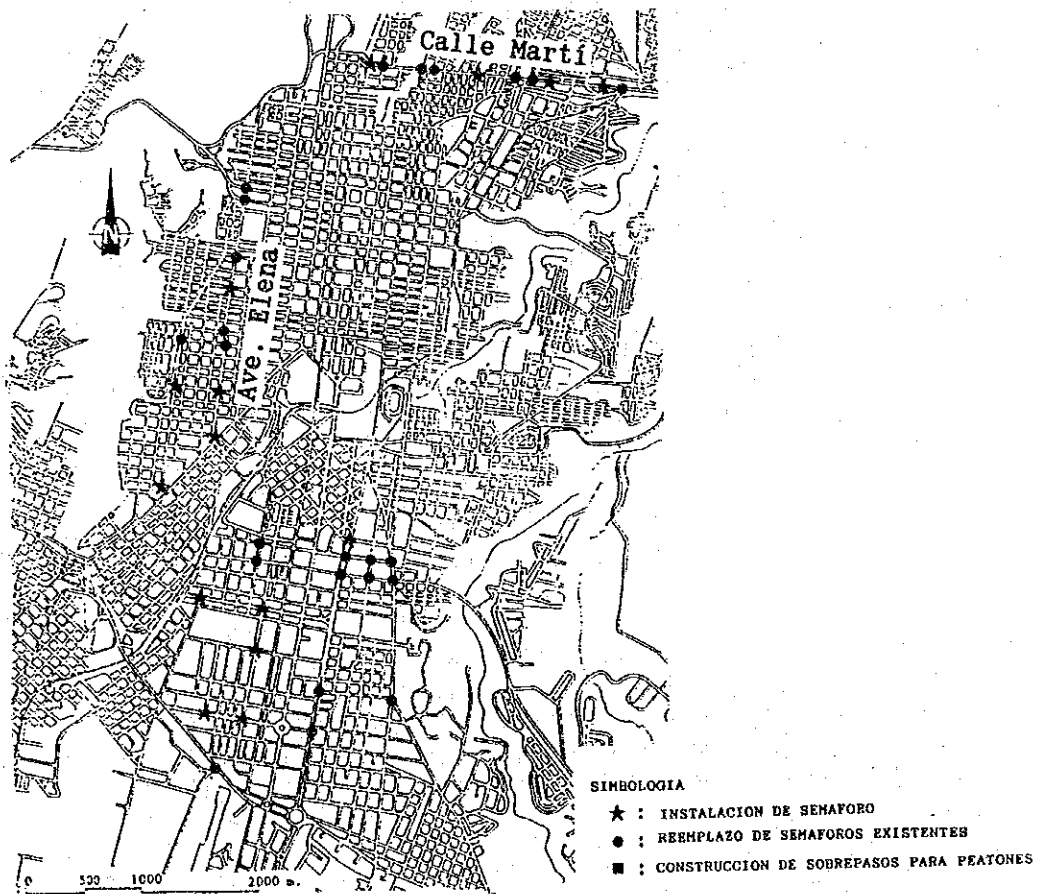 Calle Martí
N
Ave. Elena
SIMBOLOGIA
★ : INSTALACION DE SEMAFORO
● : REEMPLAZO DE SEMAFOROS EXISTENTES
■ : CONSTRUCCION DE SOBREPASOS PARA PEATONES
0 500 1000 2000 m.